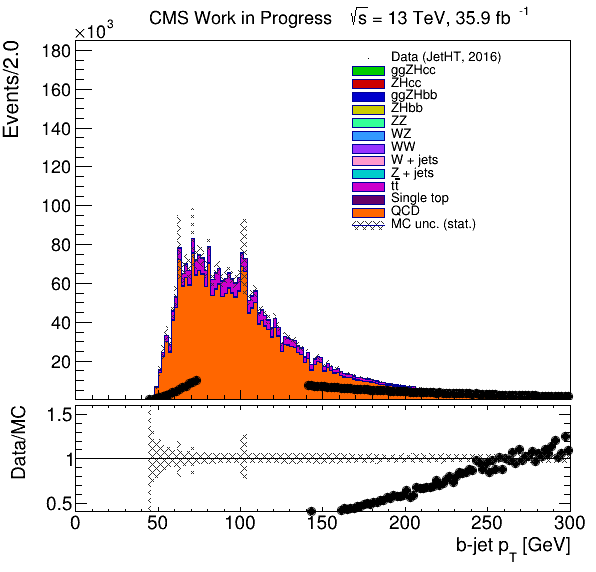 CMS Work in Progress √s = 13 TeV, 35.9 fb⁻¹
×10³
Events/2.0
180
160
140
120
100
80
60
40
20
Data (JetHT, 2016)
ggZHcc
ZHcc
ggZHbb
ZHbb
ZZ
WZ
WW
W + jets
Z + jets
tt̅
Single top
QCD
MC unc. (stat.)
Data/MC
1.5
1
0.5
0 50 100 150 200 250 300
b-jet p_T [GeV]